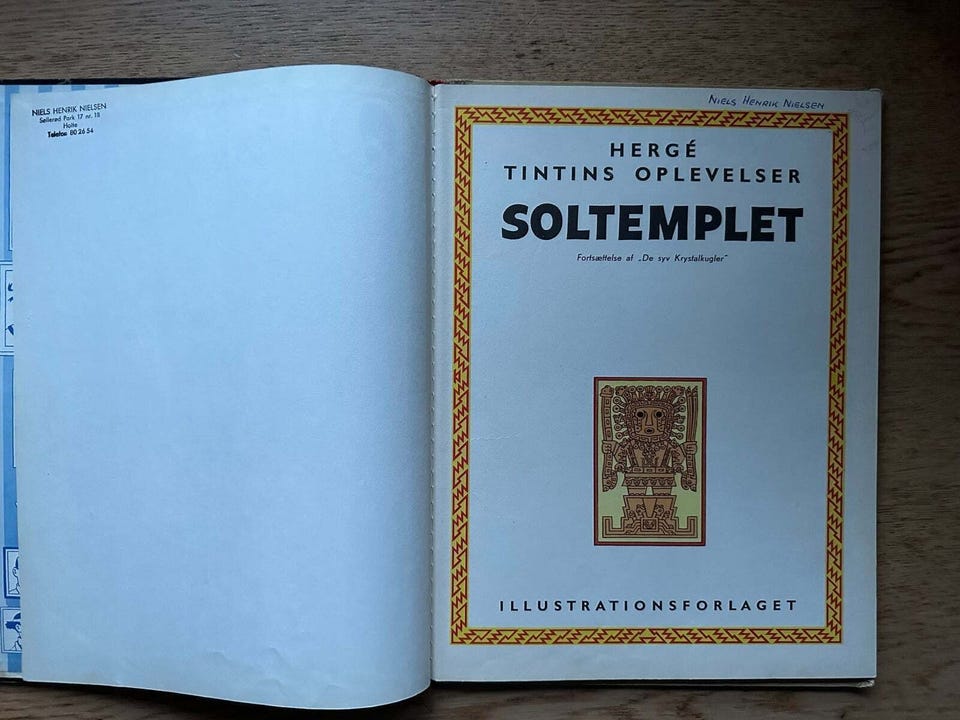 NIELS HENRIK NIELSEN
Søllerød Park 17 nr. 18
Holte
Telefon 80 26 54
Niels Henrik Nielsen
HERGÉ
TINTINS OPLEVELSER
SOLTEMPLET
Fortsættelse af „De syv Krystalkugler"
ILLUSTRATIONSFORLAGET